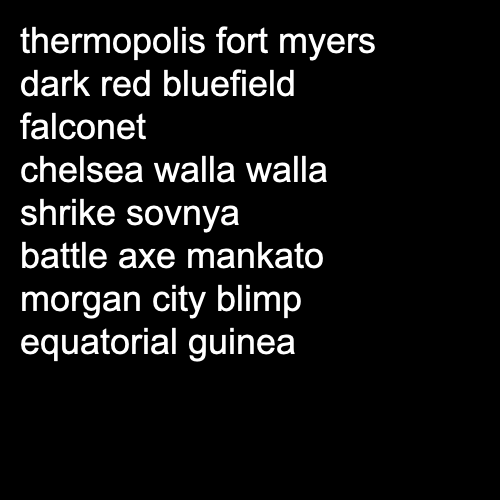 thermopolis fort myers
dark red bluefield
falconet
chelsea walla walla
shrike sovnya
battle axe mankato
morgan city blimp
equatorial guinea